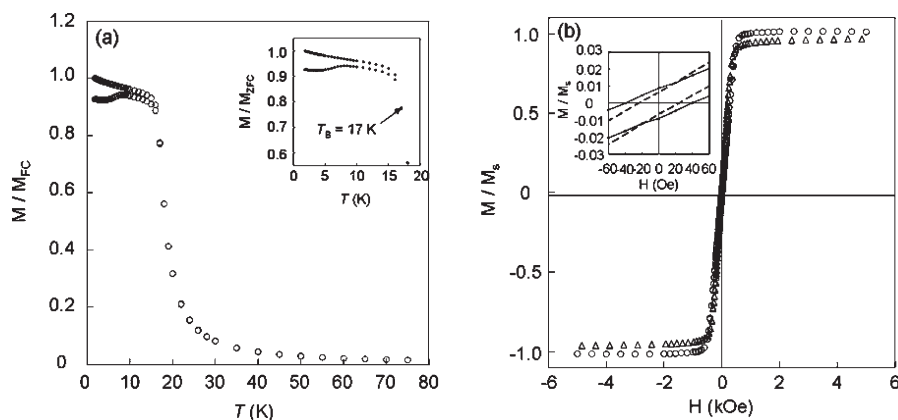 (a)
M / M_FC
1.2
1.0
0.8
0.6
0.4
0.2
0
0 10 20 30 40 50 60 70 80
T (K)
M / M_ZFC
1.1
1.0
0.9
0.8
0.7
0.6
T_B = 17 K
0 5 10 15 20
T (K)
(b)
M / M_s
1.0
0.5
0
-0.5
-1.0
-6 -4 -2 0 2 4 6
H (kOe)
M / M_s
0.03
0.02
0.01
0
-0.01
-0.02
-0.03
-60 -40 -20 0 20 40 60
H (Oe)